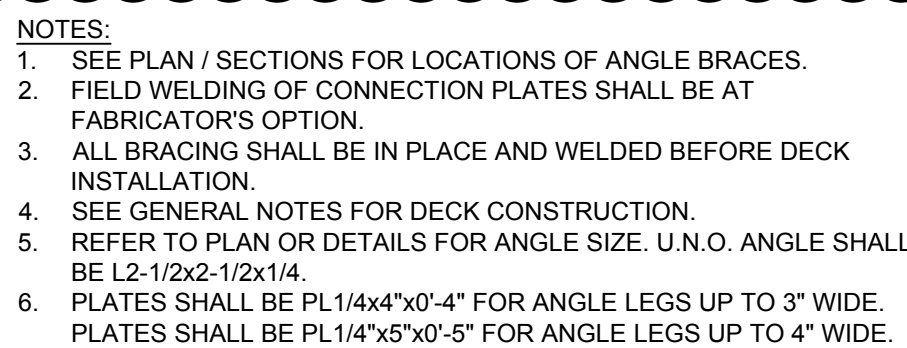 NOTES:
1. SEE PLAN / SECTIONS FOR LOCATIONS OF ANGLE BRACES.
2. FIELD WELDING OF CONNECTION PLATES SHALL BE AT
FABRICATOR'S OPTION.
3. ALL BRACING SHALL BE IN PLACE AND WELDED BEFORE DECK
INSTALLATION.
4. SEE GENERAL NOTES FOR DECK CONSTRUCTION.
5. REFER TO PLAN OR DETAILS FOR ANGLE SIZE. U.N.O. ANGLE SHALL
BE L2-1/2x2-1/2x1/4.
6. PLATES SHALL BE PL1/4x4"x0'-4" FOR ANGLE LEGS UP TO 3" WIDE.
PLATES SHALL BE PL1/4"x5"x0'-5" FOR ANGLE LEGS UP TO 4" WIDE.